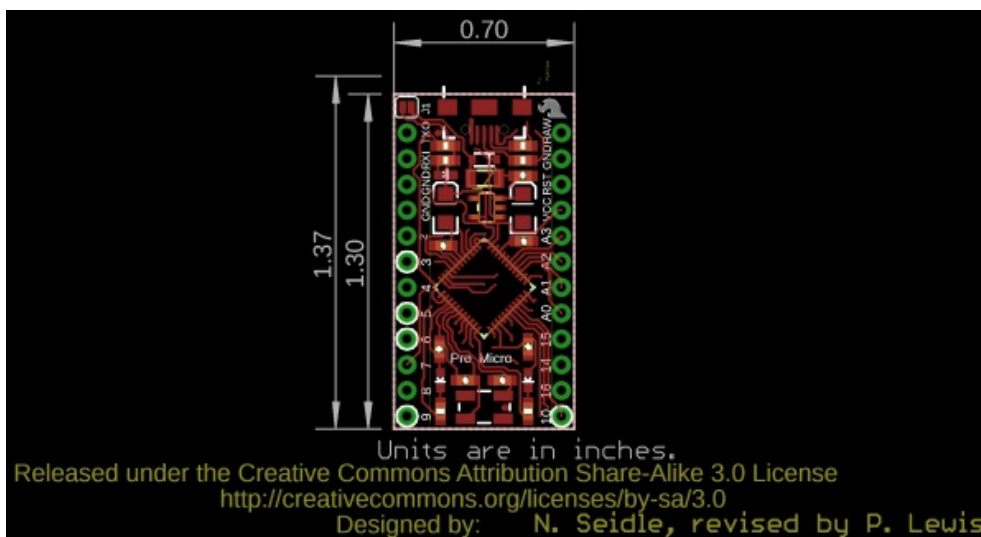 0.70
1.37
1.30
J1
TXO
RXI
GND
GND
2
3
4
5
6
7
8
9
RAW
GND
RST
VCC
A3
A2
A1
A0
15
14
16
10
Pro Micro
Units are in inches.
Released under the Creative Commons Attribution Share-Alike 3.0 License
http://creativecommons.org/licenses/by-sa/3.0
Designed by: N. Seidle, revised by P. Lewis